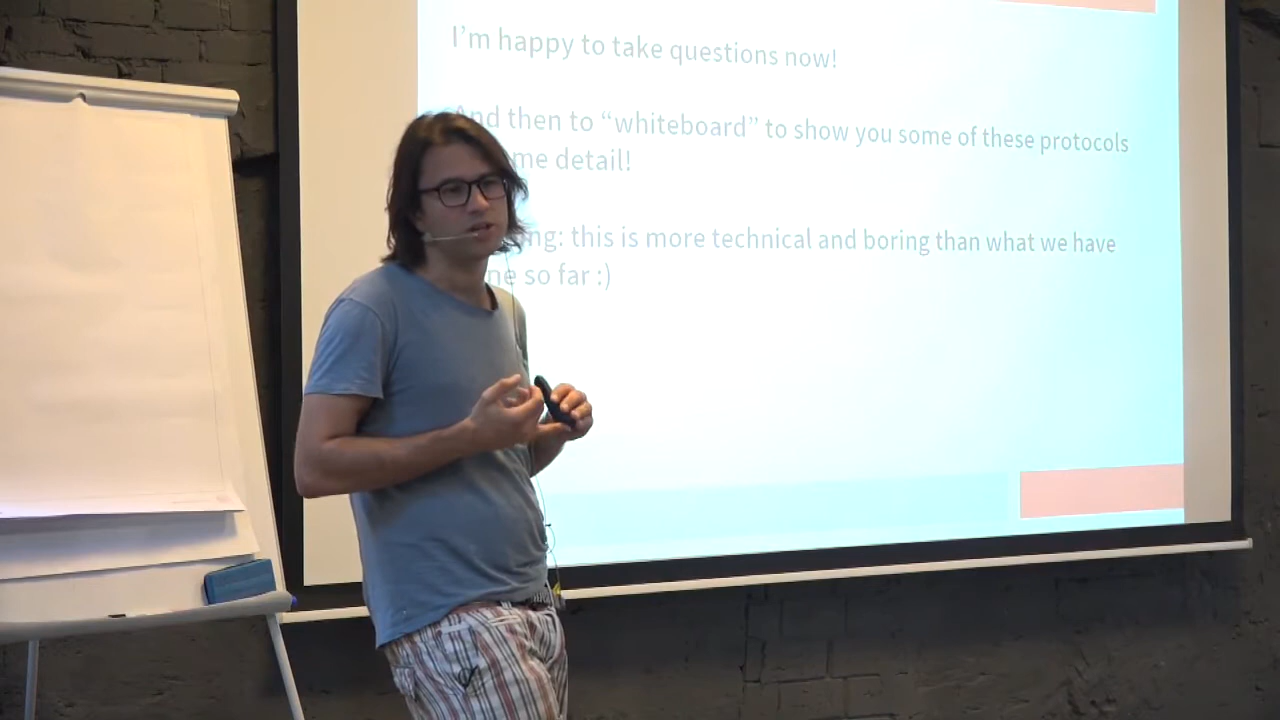 I'm happy to take questions now!
And then to “whiteboard” to show you some of these protocols
me detail!
ng: this is more technical and boring than what we have
ne so far :)